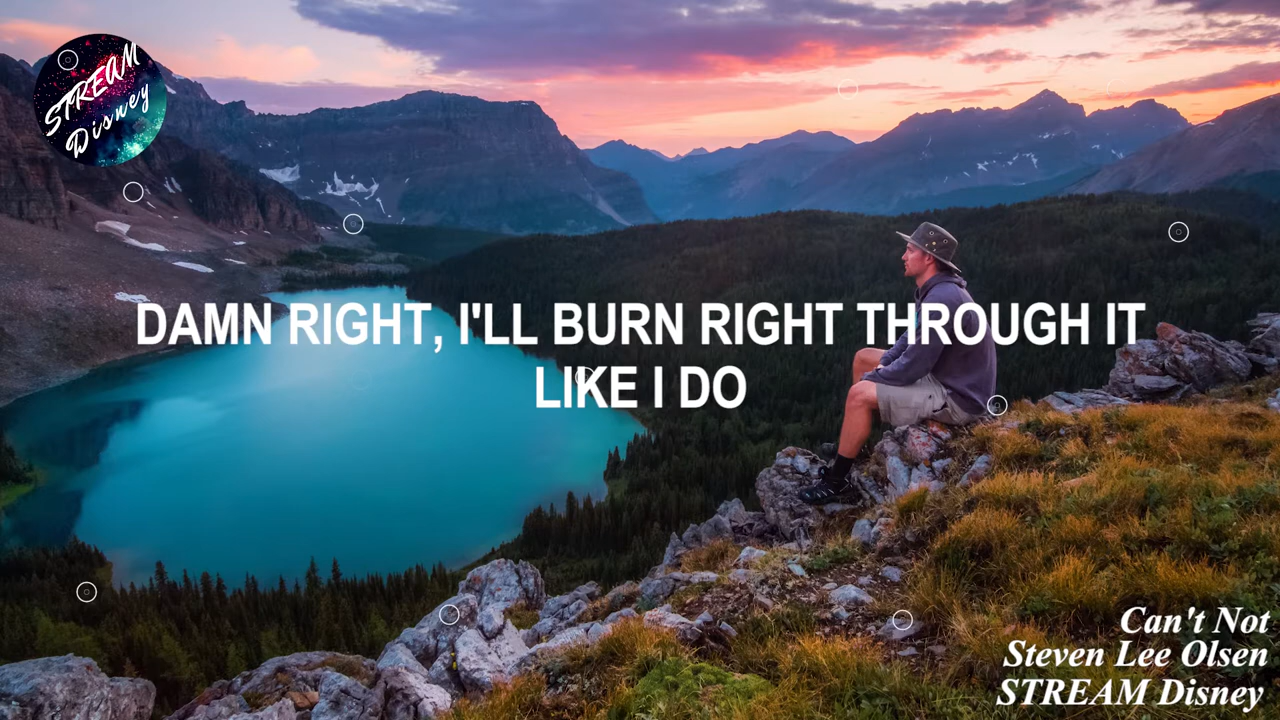 STREAM
Disney
DAMN RIGHT, I'LL BURN RIGHT THROUGH IT
LIKE I DO
Can't Not
Steven Lee Olsen
STREAM Disney